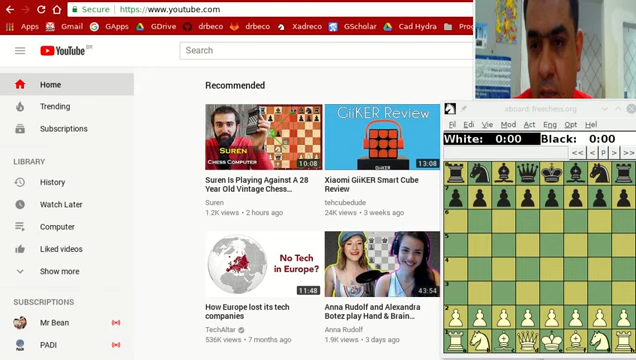 Secure https://www.youtube.com
Apps Gmail GApps GDrive drbeco drbeco Xadreco GScholar Cad Hydra
YouTube BR
Search
Home
Trending
Subscriptions
LIBRARY
History
Watch Later
Computer
Liked videos
Show more
SUBSCRIPTIONS
Mr Bean
PADI
Recommended
SUREN
CHESS COMPUTER
10:08
Suren Is Playing Against A 28
Year Old Vintage Chess...
Suren
1.2K views • 2 hours ago
GiiKER Review
13:08
Xiaomi GiiKER Smart Cube
Review
tehcubedude
24K views • 3 weeks ago
No Tech
in Europe?
11:48
How Europe lost its tech
companies
TechAltar
536K views • 7 months ago
43:54
Anna Rudolf and Alexandra
Botez play Hand & Brain...
Anna Rudolf
1.9K views • 3 days ago
xboard: freechess.org
File Edit View Mode Action Engine Options Help